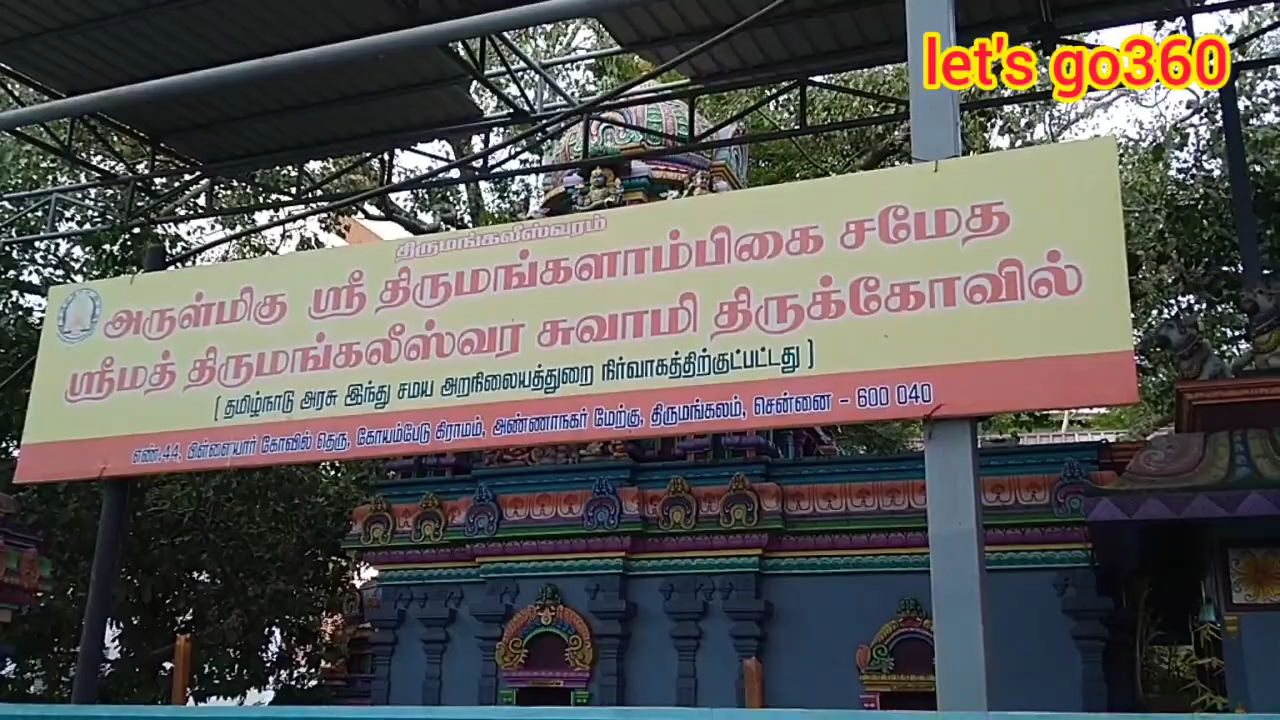 let's go360
திருமங்கலீஸ்வரம்
அருள்மிகு ஸ்ரீ திருமங்களாம்பிகை சமேத
ஸ்ரீமத் திருமங்கலீஸ்வர சுவாமி திருக்கோவில்
( தமிழ்நாடு அரசு இந்து சமய அறநிலையத்துறை நிர்வாகத்திற்குட்பட்டது )
எண்.44, பிள்ளையார் கோவில் தெரு, கோயம்பேடு கிராமம், அண்ணாநகர் மேற்கு, திருமங்கலம், சென்னை - 600 040